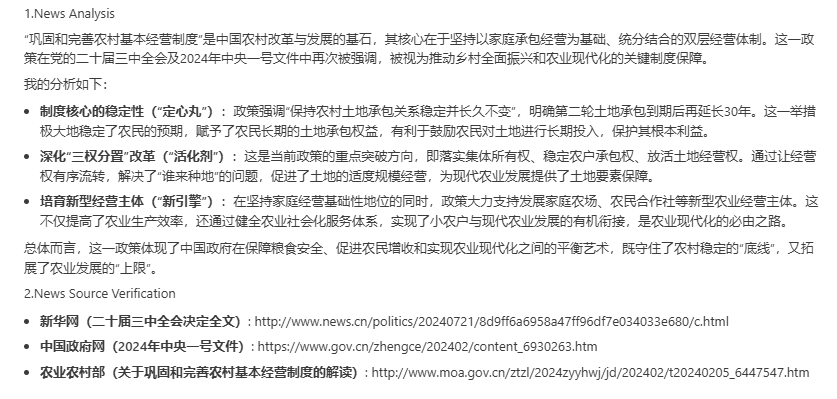 1.News Analysis
“巩固和完善农村基本经营制度”是中国农村改革与发展的基石，其核心在于坚持以家庭承包经营为基础、统分结合的双层经营体制。这一政
策在党的二十届三中全会及2024年中央一号文件中再次被强调，被视为推动乡村全面振兴和农业现代化的关键制度保障。
我的分析如下：
• 制度核心的稳定性（“定心丸”）：政策强调“保持农村土地承包关系稳定并长久不变”，明确第二轮土地承包到期后再延长30年。这一举措
极大地稳定了农民的预期，赋予了农民长期的土地承包权益，有利于鼓励农民对土地进行长期投入，保护其根本利益。
• 深化“三权分置”改革（“活化剂”）：这是当前政策的重点突破方向，即落实集体所有权、稳定农户承包权、放活土地经营权。通过让经营
权有序流转，解决了“谁来种地”的问题，促进了土地的适度规模经营，为现代农业发展提供了土地要素保障。
• 培育新型经营主体（“新引擎”）：在坚持家庭经营基础性地位的同时，政策大力支持发展家庭农场、农民合作社等新型农业经营主体。这
不仅提高了农业生产效率，还通过健全农业社会化服务体系，实现了小农户与现代农业发展的有机衔接，是农业现代化的必由之路。
总体而言，这一政策体现了中国政府在保障粮食安全、促进农民增收和实现农业现代化之间的平衡艺术，既守住了农村稳定的“底线”，又拓
展了农业发展的“上限”。
2.News Source Verification
• 新华网（二十届三中全会决定全文）：http://www.news.cn/politics/20240721/8d9ff6a6958a47ff96df7e034033e680/c.html
• 中国政府网（2024年中央一号文件）：https://www.gov.cn/zhengce/202402/content_6930263.htm
• 农业农村部（关于巩固和完善农村基本经营制度的解读）：http://www.moa.gov.cn/ztzl/2024zyyhwj/jd/202402/t20240205_6447547.htm